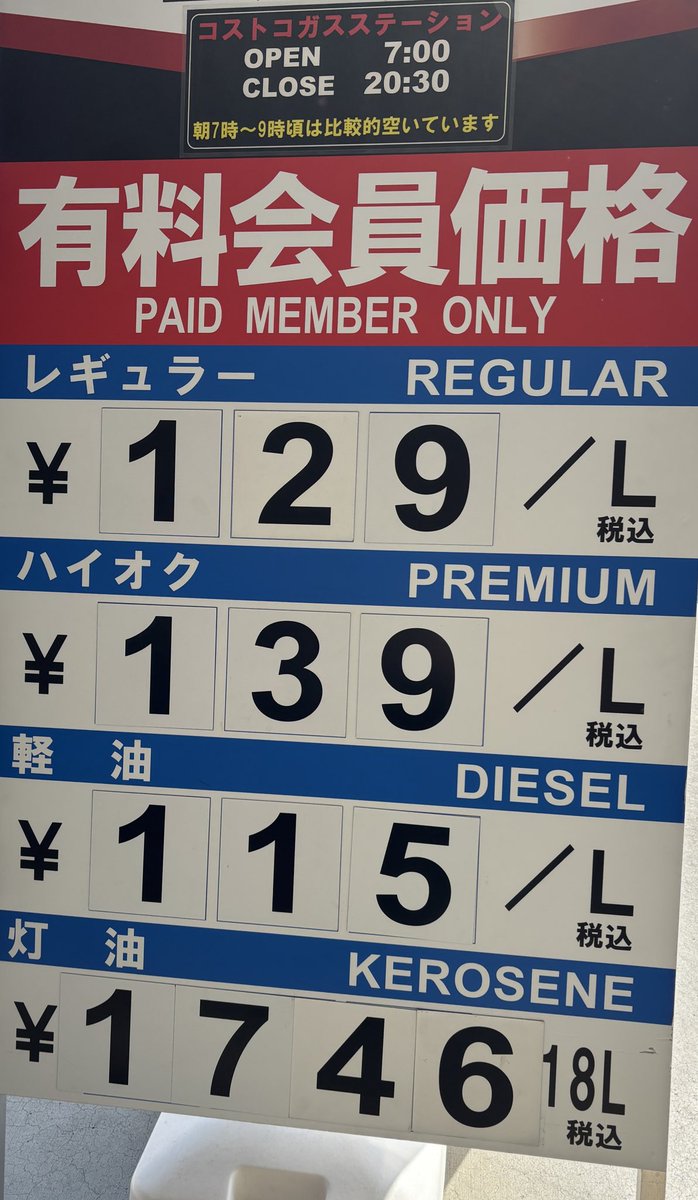 コストコガスステーション
OPEN 7:00
CLOSE 20:30
朝7時～9時頃は比較的空いています
有料会員価格
PAID MEMBER ONLY
レギュラー REGULAR
¥129／L
税込
ハイオク PREMIUM
¥139／L
税込
軽油 DIESEL
¥115／L
税込
灯油 KEROSENE
¥1746 18L
税込